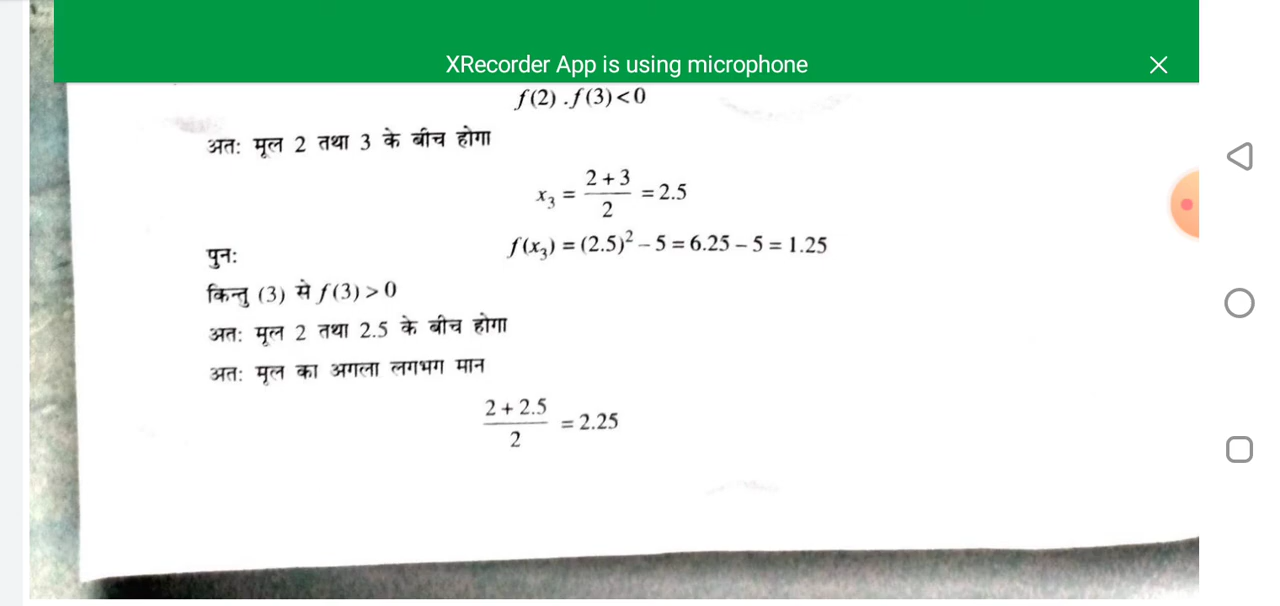 XRecorder App is using microphone
f(2) . f(3) < 0
अतः मूल 2 तथा 3 के बीच होगा
x₃ = (2 + 3)/2 = 2.5
पुनः f(x₃) = (2.5)² – 5 = 6.25 – 5 = 1.25
किन्तु (3) से f(3) > 0
अतः मूल 2 तथा 2.5 के बीच होगा
अतः मूल का अगला लगभग मान
(2 + 2.5)/2 = 2.25